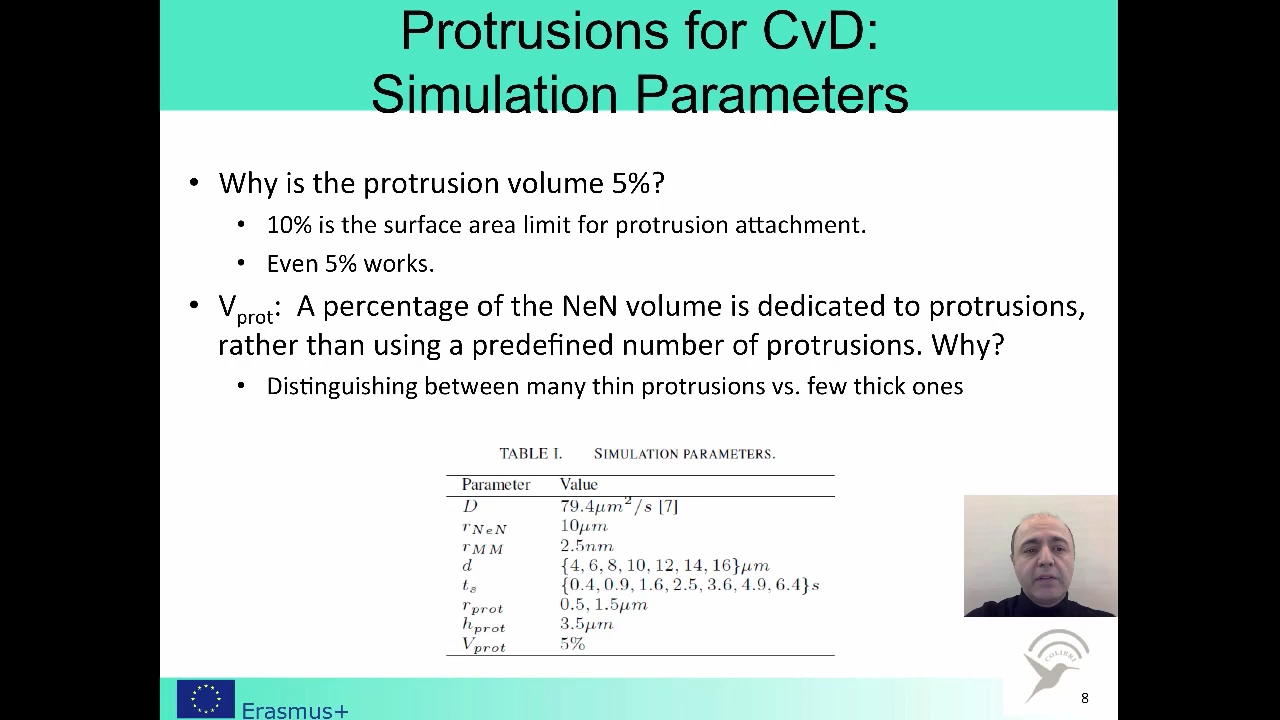 Protrusions for CvD:
Simulation Parameters
• Why is the protrusion volume 5%?
• 10% is the surface area limit for protrusion attachment.
• Even 5% works.
• Vprot: A percentage of the NeN volume is dedicated to protrusions,
rather than using a predefined number of protrusions. Why?
• Distinguishing between many thin protrusions vs. few thick ones
TABLE I. SIMULATION PARAMETERS.
Parameter Value
D 79.4μm²/s [7]
rNeN 10μm
rMM 2.5nm
d {4, 6, 8, 10, 12, 14, 16}μm
ts {0.4, 0.9, 1.6, 2.5, 3.6, 4.9, 6.4}s
rprot 0.5, 1.5μm
hprot 3.5μm
Vprot 5%
COLIBRI
Erasmus+
8